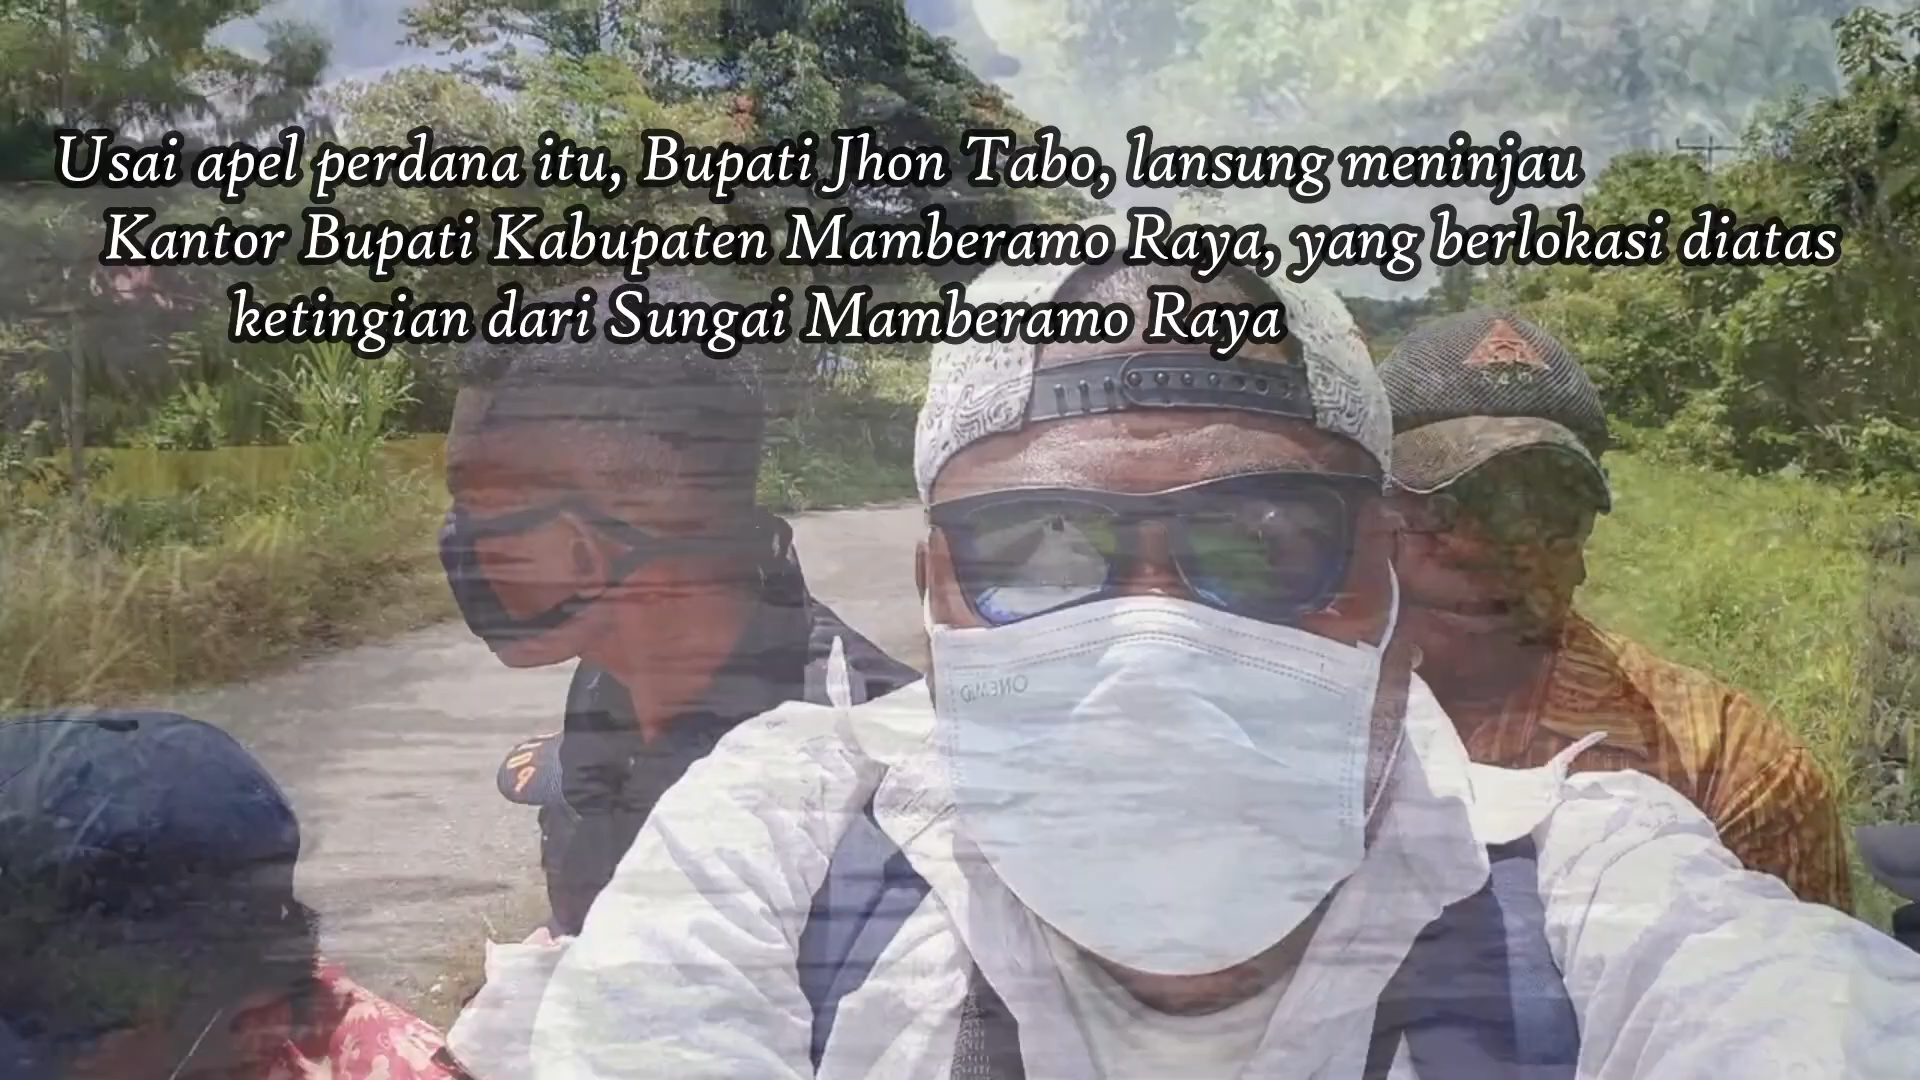 Usai apel perdana itu, Bupati Jhon Tabo, lansung meninjau
Kantor Bupati Kabupaten Mamberamo Raya, yang berlokasi diatas
ketingian dari Sungai Mamberamo Raya